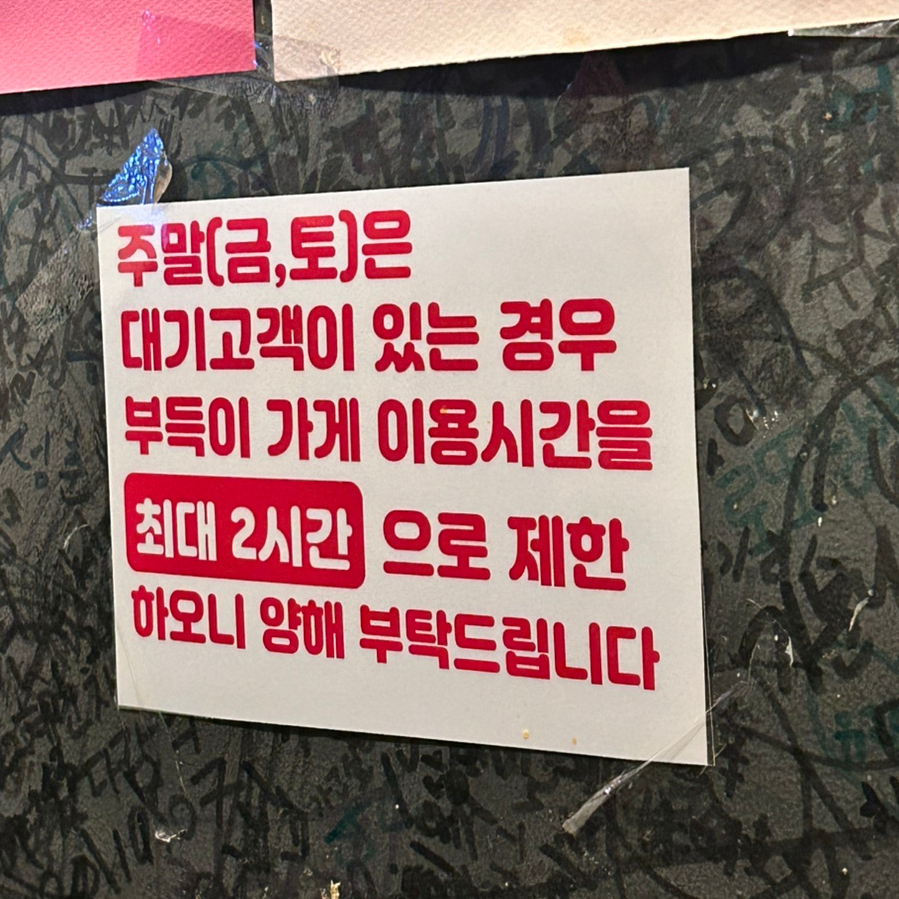 주말(금,토)은
대기고객이 있는 경우
부득이 가게 이용시간을
최대 2시간 으로 제한
하오니 양해 부탁드립니다